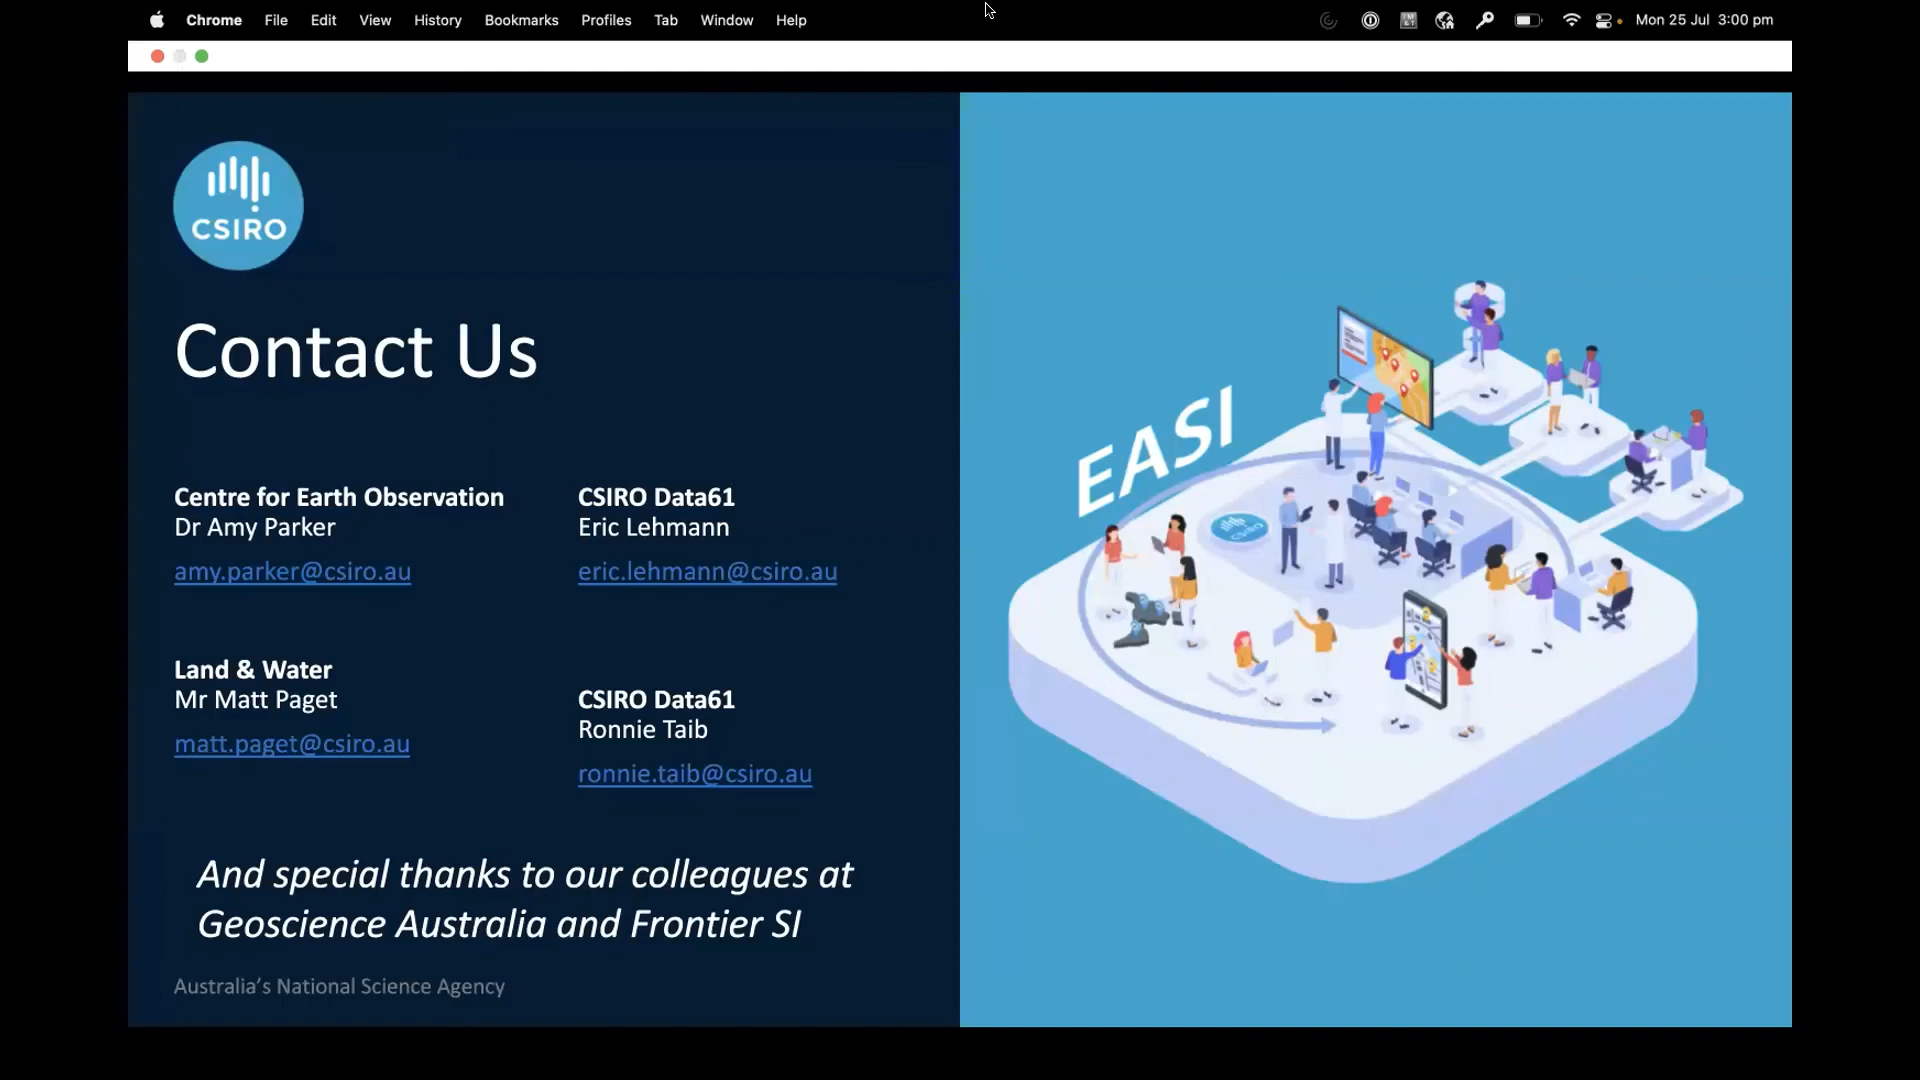 Chrome File Edit View History Bookmarks Profiles Tab Window Help Mon 25 Jul 3:00 pm
CSIRO
Contact Us
Centre for Earth Observation
Dr Amy Parker
amy.parker@csiro.au
CSIRO Data61
Eric Lehmann
eric.lehmann@csiro.au
Land & Water
Mr Matt Paget
matt.paget@csiro.au
CSIRO Data61
Ronnie Taib
ronnie.taib@csiro.au
And special thanks to our colleagues at
Geoscience Australia and Frontier SI
Australia’s National Science Agency
EASI
CSIRO